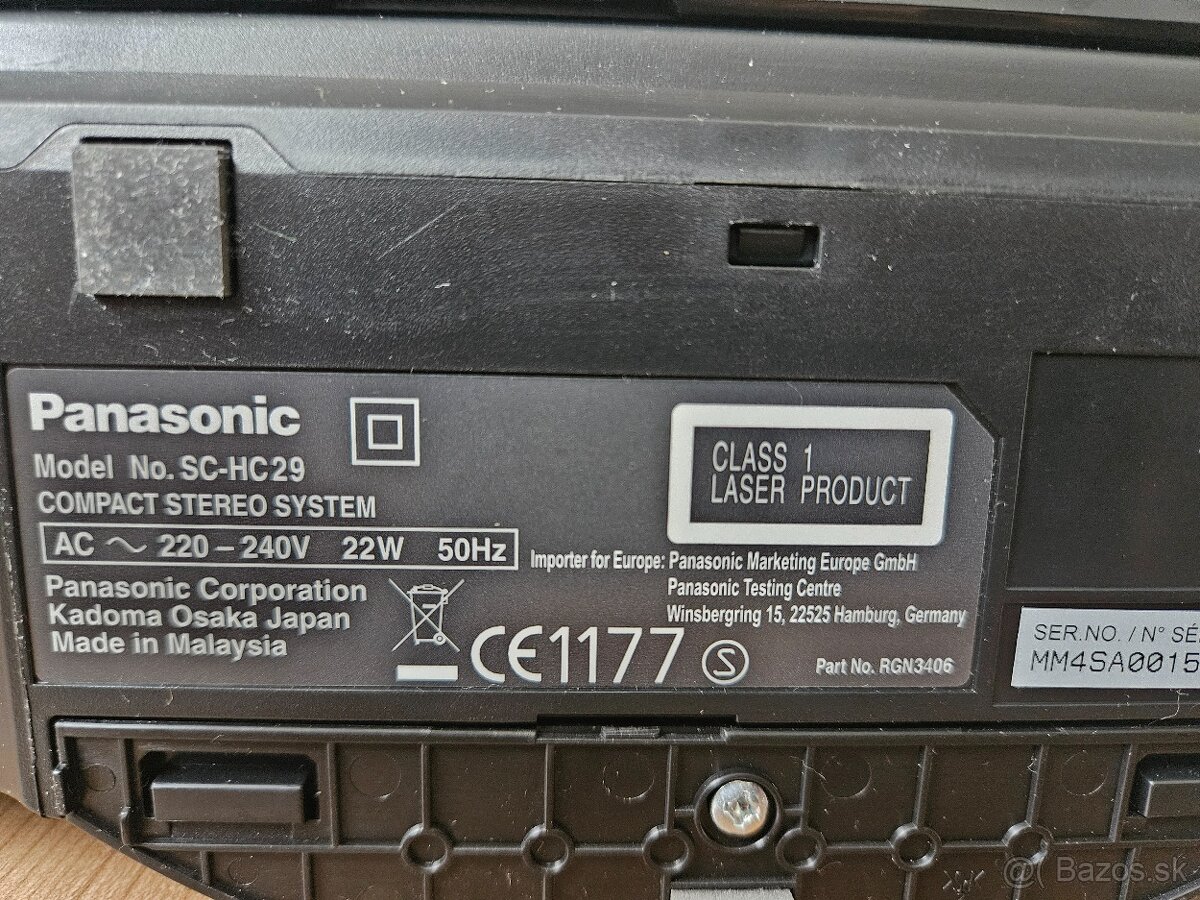 Panasonic
Model No. SC-HC29
COMPACT STEREO SYSTEM
AC ~ 220 – 240V 22W 50Hz
Panasonic Corporation
Kadoma Osaka Japan
Made in Malaysia
CE1177
S
CLASS 1
LASER PRODUCT
Importer for Europe: Panasonic Marketing Europe GmbH
Panasonic Testing Centre
Winsbergring 15, 22525 Hamburg, Germany
Part No. RGN3406
SER.NO. / N° SÉ
MM4SA0015
@ Bazos.sk